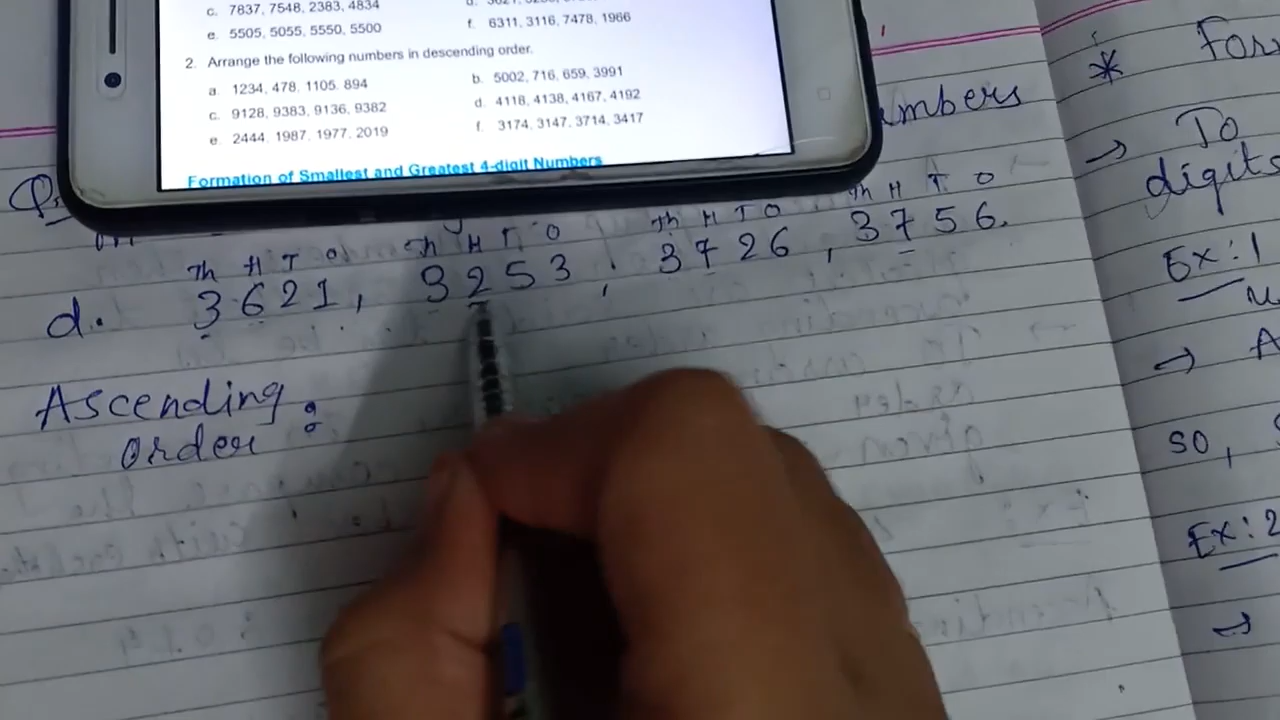 c. 7837, 7548, 2383, 4834
e. 5505, 5055, 5550, 5500
f. 6311, 3116, 7478, 1966
2. Arrange the following numbers in descending order.
a. 1234, 478, 1105, 894
b. 5002, 716, 659, 3991
c. 9128, 9383, 9136, 9382
d. 4118, 4138, 4167, 4192
e. 2444, 1987, 1977, 2019
f. 3174, 3147, 3714, 3417
Formation of Smallest and Greatest 4-digit Numbers
Th H T O Th H T O Th H T O Th H T O
d. 3621, 3253, 3726, 3756.
Ascending
order :
* For
→ To
digits
Ex:1
→ A
so,
Ex:2
→